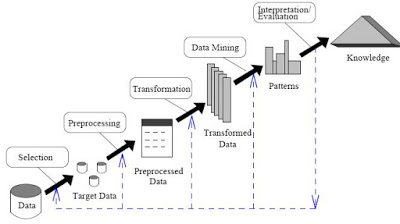 Interpretation/
Evaluation
Data Mining
Knowledge
Transformation
Patterns
Preprocessing
Transformed
Data
Selection
Preprocessed
Data
Target Data
Data